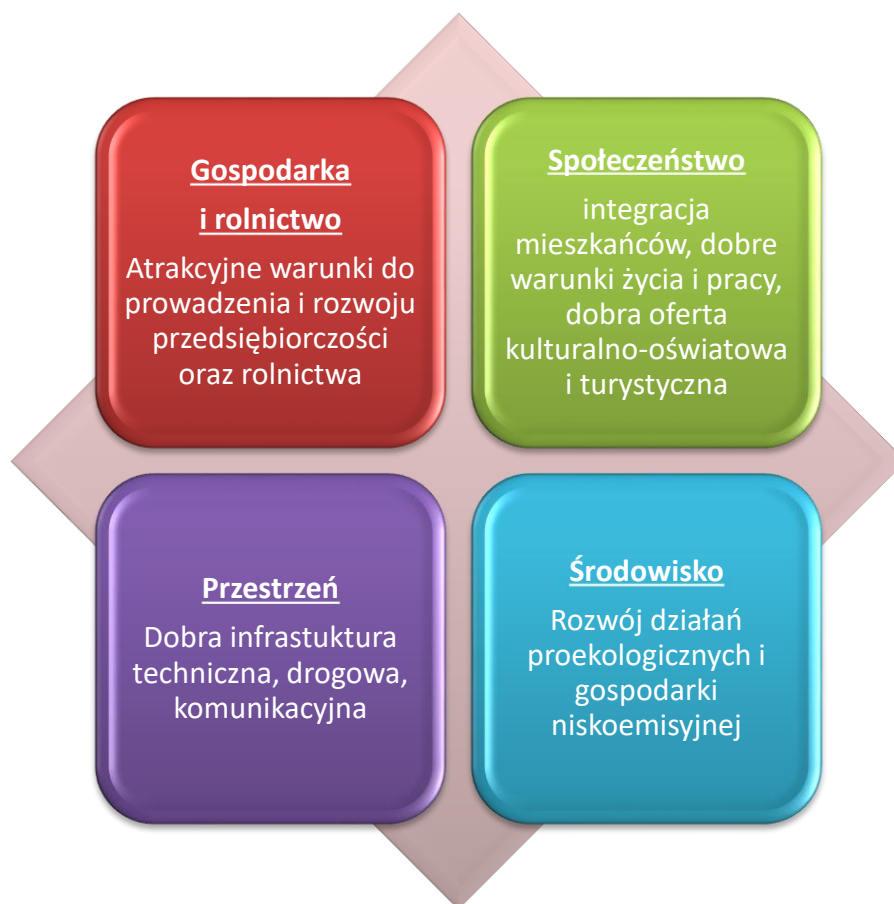 Gospodarka
i rolnictwo
Atrakcyjne warunki do
prowadzenia i rozwoju
przedsiębiorczości
oraz rolnictwa
Społeczeństwo
integracja
mieszkańców, dobre
warunki życia i pracy,
dobra oferta
kulturalno-oświatowa
i turystyczna
Przestrzeń
Dobra infrastuktura
techniczna, drogowa,
komunikacyjna
Środowisko
Rozwój działań
proekologicznych i
gospodarki
niskoemisyjnej